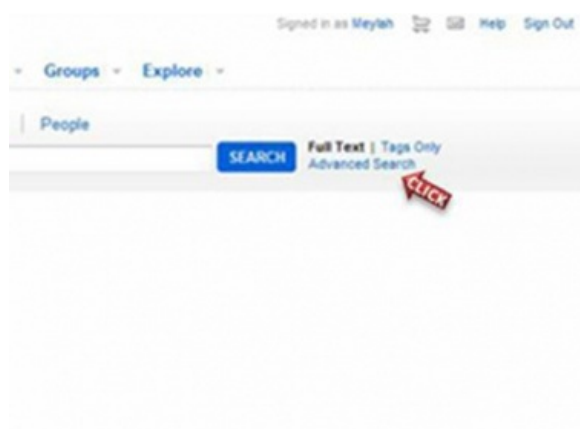 Signed in as Meylah Help Sign Out
Groups Explore
People
SEARCH Full Text | Tags Only
Advanced Search
CLICK